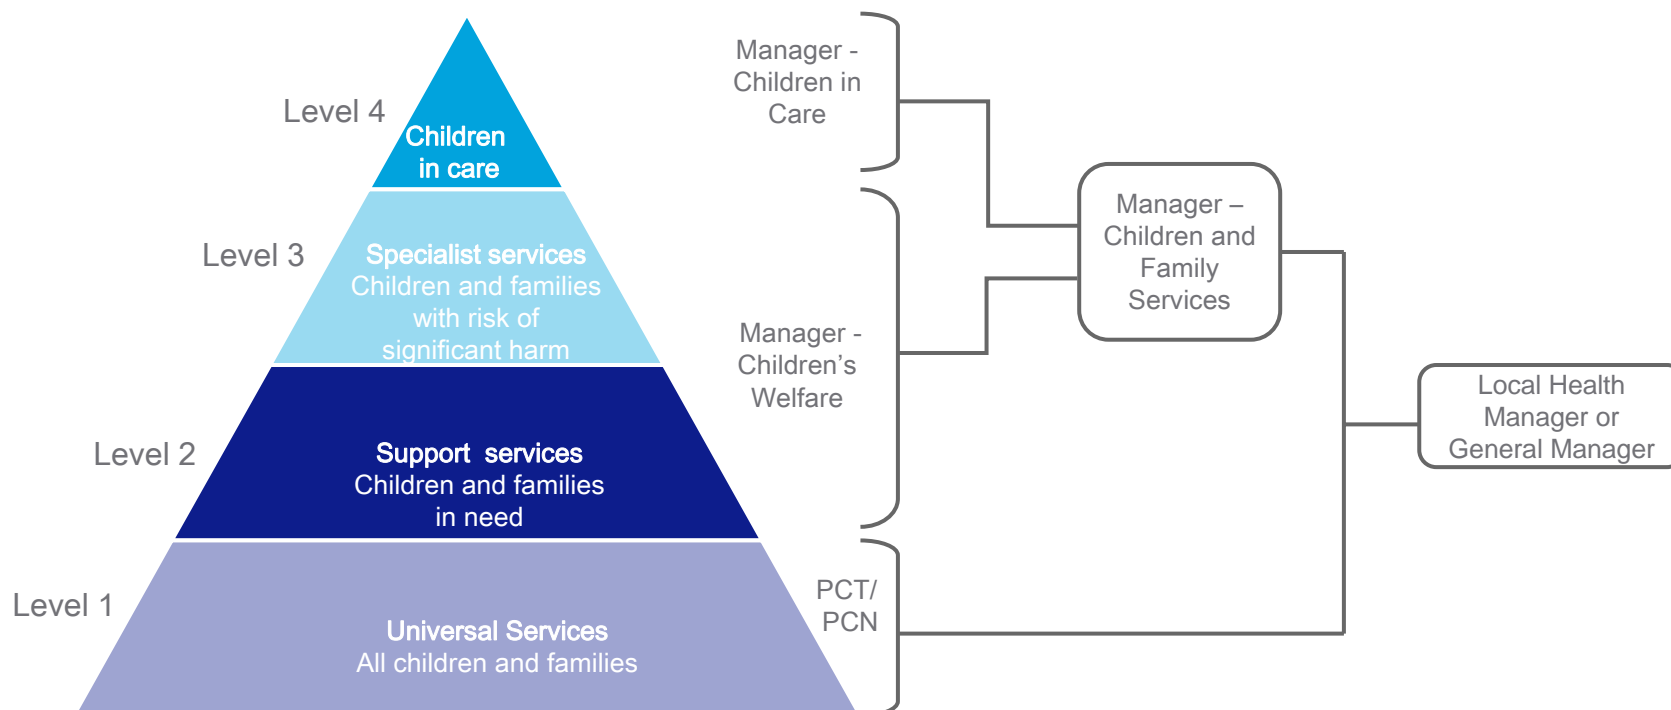 Level 4
Children
in care
Level 3
Specialist services
Children and families
with risk of
significant harm
Level 2
Support  services
Children and families
in need
Level 1
Universal Services
All children and families
Manager -
Children in
Care
Manager -
Children’s
Welfare
PCT/
PCN
Manager –
Children and
Family
Services
Local Health
Manager or
General Manager